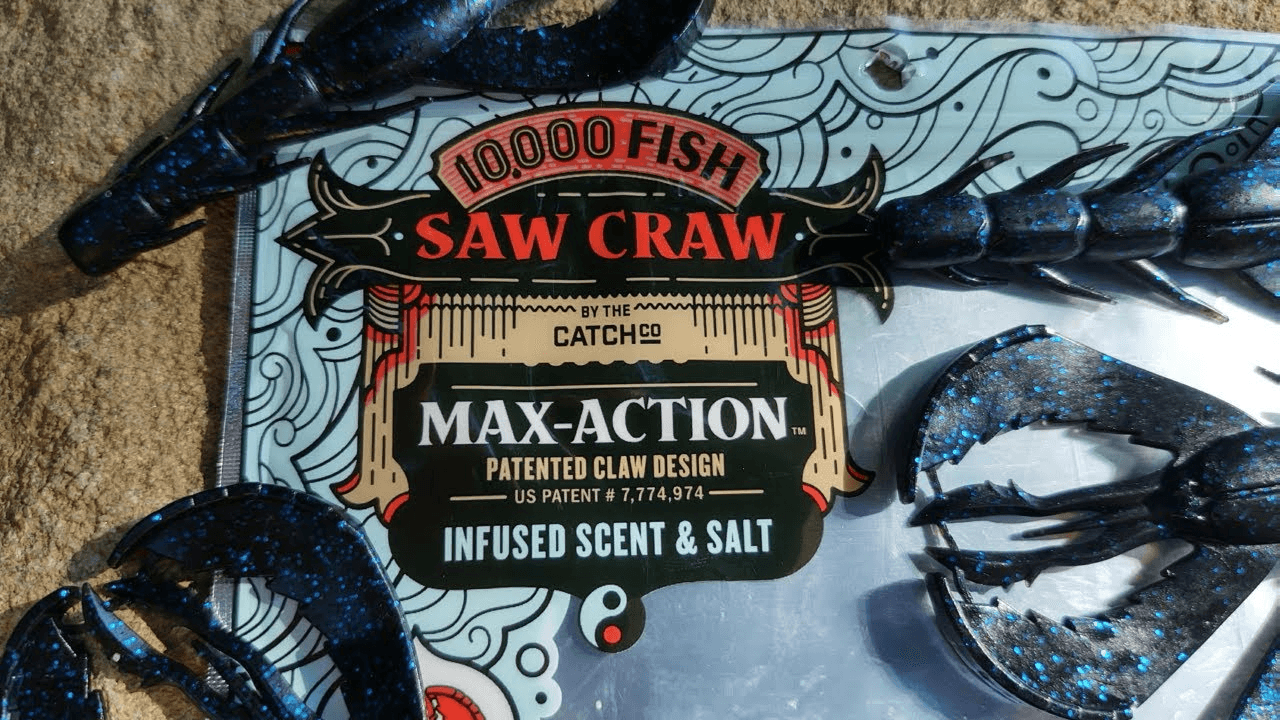 10,000 FISH
SAW CRAW
BY THE
CATCH CO
MAX-ACTION™
PATENTED CLAW DESIGN
US PATENT # 7,774,974
INFUSED SCENT & SALT